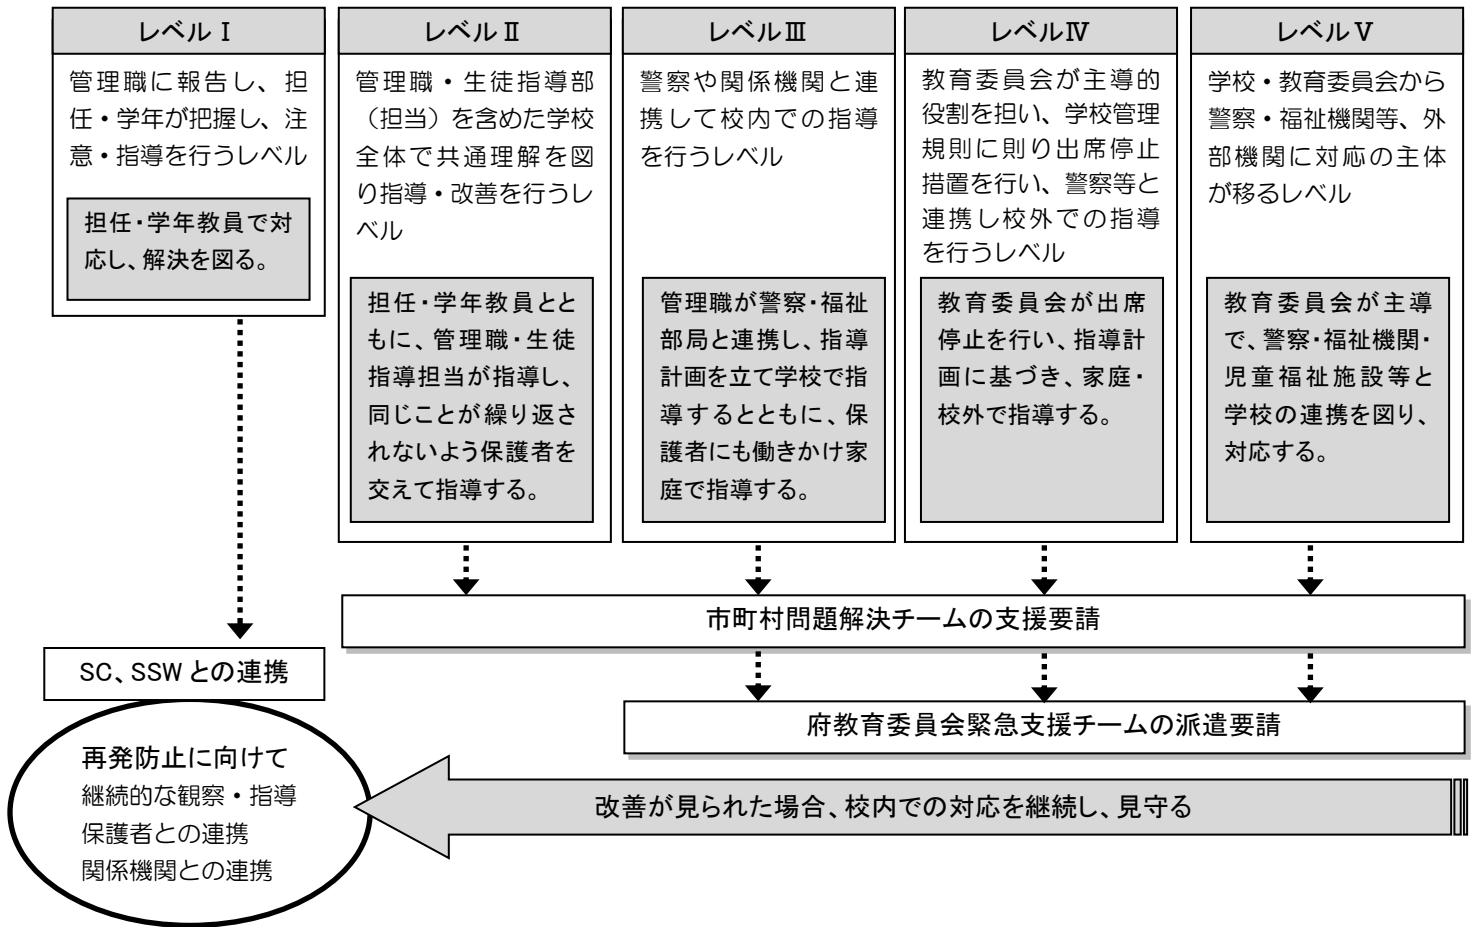 レベルⅠ
管理職に報告し、担
任・学年が把握し、注
意・指導を行うレベル
担任・学年教員で対
応し、解決を図る。
レベルⅡ
管理職・生徒指導部
（担当）を含めた学校
全体で共通理解を図
り指導・改善を行うレ
ベル
担任・学年教員とと
もに、管理職・生徒
指導担当が指導し、
同じことが繰り返さ
れないよう保護者を
交えて指導する。
レベルⅢ
警察や関係機関と連
携して校内での指導
を行うレベル
管理職が警察・福祉
部局と連携し、指導
計画を立て学校で指
導するとともに、保
護者にも働きかけ家
庭で指導する。
レベルⅣ
教育委員会が主導的
役割を担い、学校管理
規則に則り出席停止
措置を行い、警察等と
連携し校外での指導
を行うレベル
教育委員会が出席
停止を行い、指導計
画に基づき、家庭・
校外で指導する。
レベルⅤ
学校・教育委員会から
警察・福祉機関等、外
部機関に対応の主体
が移るレベル
教育委員会が主導
で、警察・福祉機関・
児童福祉施設等と
学校の連携を図り、
対応する。
市町村問題解決チームの支援要請
SC、SSWとの連携
府教育委員会緊急支援チームの派遣要請
再発防止に向けて
継続的な観察・指導
保護者との連携
関係機関との連携
改善が見られた場合、校内での対応を継続し、見守る